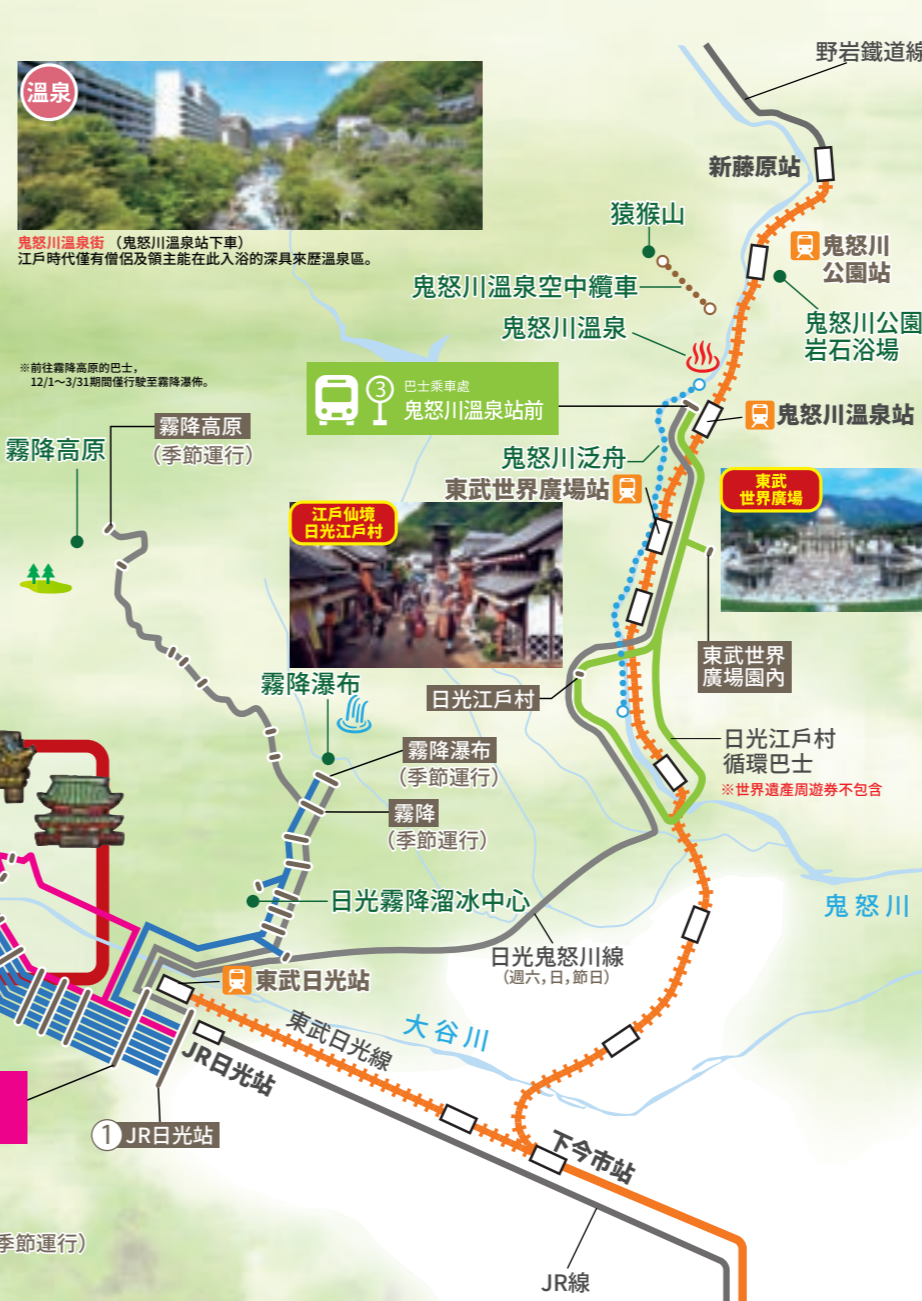 溫泉
鬼怒川溫泉街 （鬼怒川溫泉站下車）
江戶時代僅有僧侶及領主能在此入浴的深具來歷溫泉區。
野岩鐵道線
新藤原站
猿猴山
鬼怒川
公園站
鬼怒川溫泉空中纜車
鬼怒川公園
岩石浴場
鬼怒川溫泉
※前往霧降高原的巴士，
12/1～3/31期間僅行駛至霧降瀑佈。
3
巴士乘車處
鬼怒川溫泉站前
鬼怒川溫泉站
霧降高原
（季節運行）
霧降高原
鬼怒川泛舟
東武世界廣場站
東武
世界廣場
江戶仙境
日光江戶村
東武世界
廣場園內
霧降瀑布
日光江戶村
霧降瀑布
（季節運行）
日光江戶村
循環巴士
※世界遺產周遊券不包含
霧降
（季節運行）
日光霧降溜冰中心
鬼怒川
日光鬼怒川線
（週六，日，節日）
東武日光站
東武日光線
大谷川
JR日光站
1 JR日光站
下今市站
季節運行）
JR線